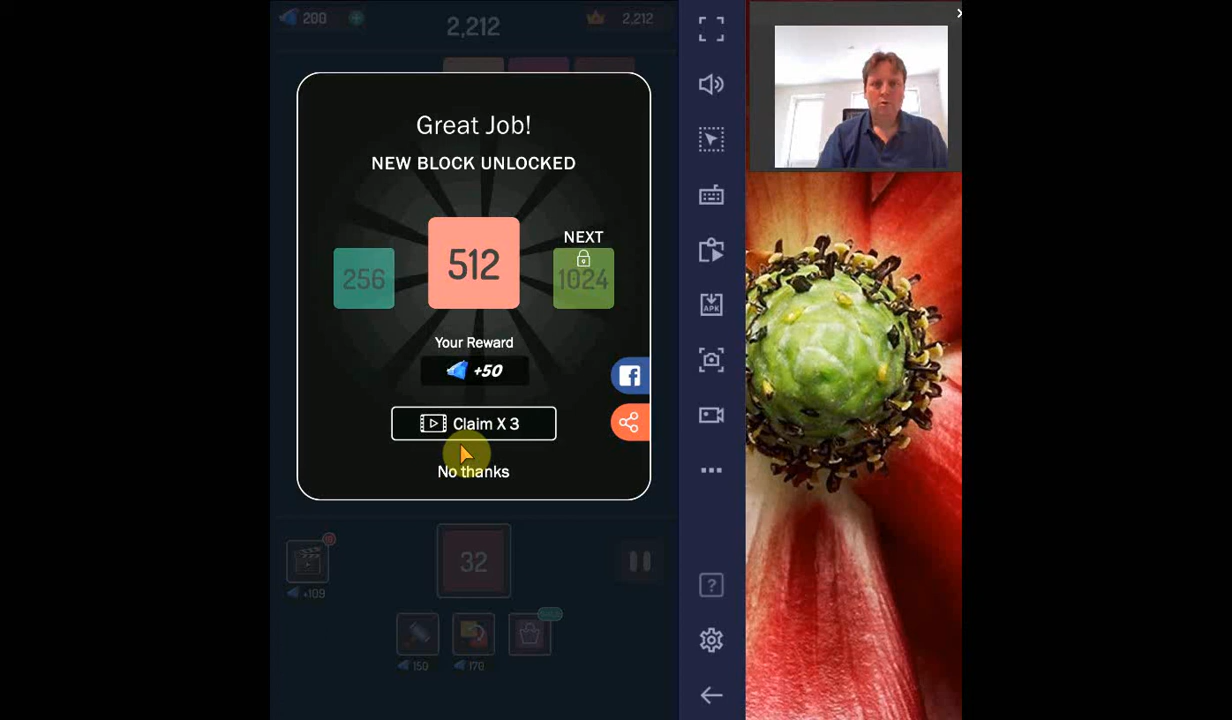 200
2,212
2,212
Great Job!
NEW BLOCK UNLOCKED
NEXT
256
512
1024
Your Reward
+50
Claim X 3
No thanks
32
+109
150
170
APK
?